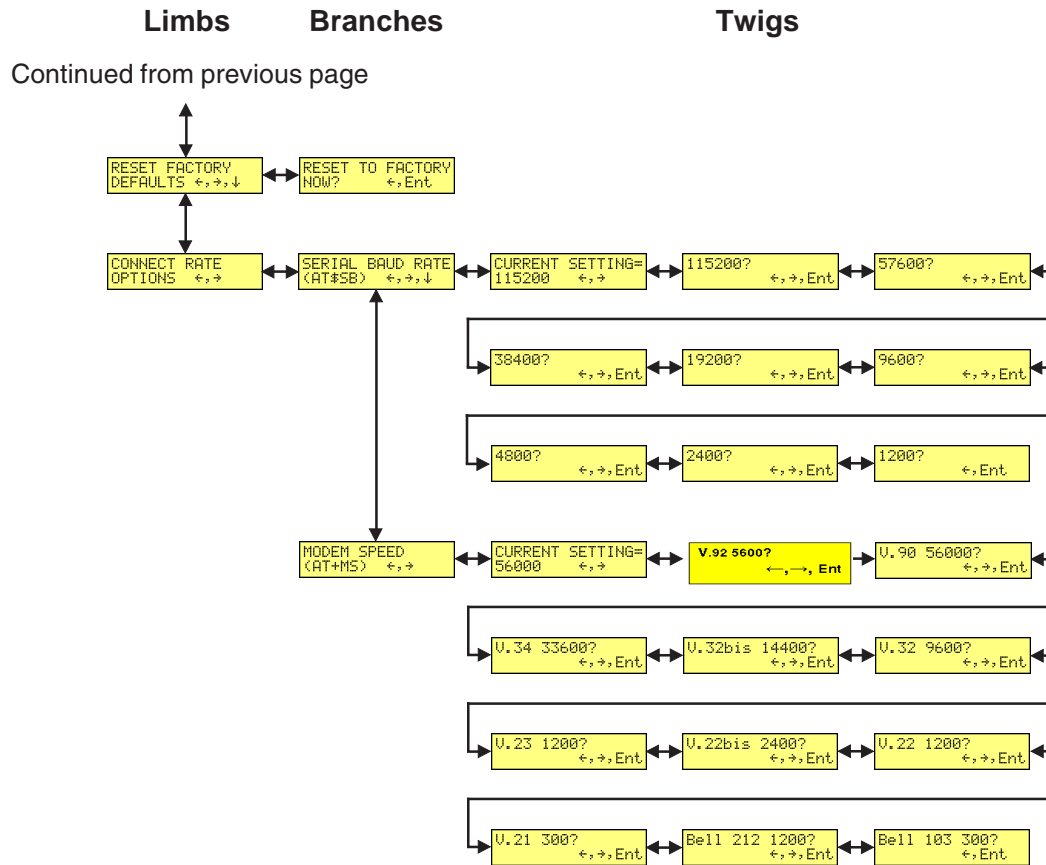 Limbs Branches Twigs
Continued from previous page
RESET FACTORY
DEFAULTS ←,→,↓
RESET TO FACTORY
NOW? ←,Ent
CONNECT RATE
OPTIONS ←,→
SERIAL BAUD RATE
(AT$SB) ←,→,↓
CURRENT SETTING=
115200 ←,→
115200?
←,→,Ent
57600?
←,→,Ent
38400?
←,→,Ent
19200?
←,→,Ent
9600?
←,→,Ent
4800?
←,→,Ent
2400?
←,→,Ent
1200?
←,Ent
MODEM SPEED
(AT+MS) ←,→
CURRENT SETTING=
56000 ←,→
V.92 5600?
←,→, Ent
V.90 56000?
←,→,Ent
V.34 33600?
←,→,Ent
V.32bis 14400?
←,→,Ent
V.32 9600?
←,→,Ent
V.23 1200?
←,→,Ent
V.22bis 2400?
←,→,Ent
V.22 1200?
←,→,Ent
V.21 300?
←,→,Ent
Bell 212 1200?
←,→,Ent
Bell 103 300?
←,Ent